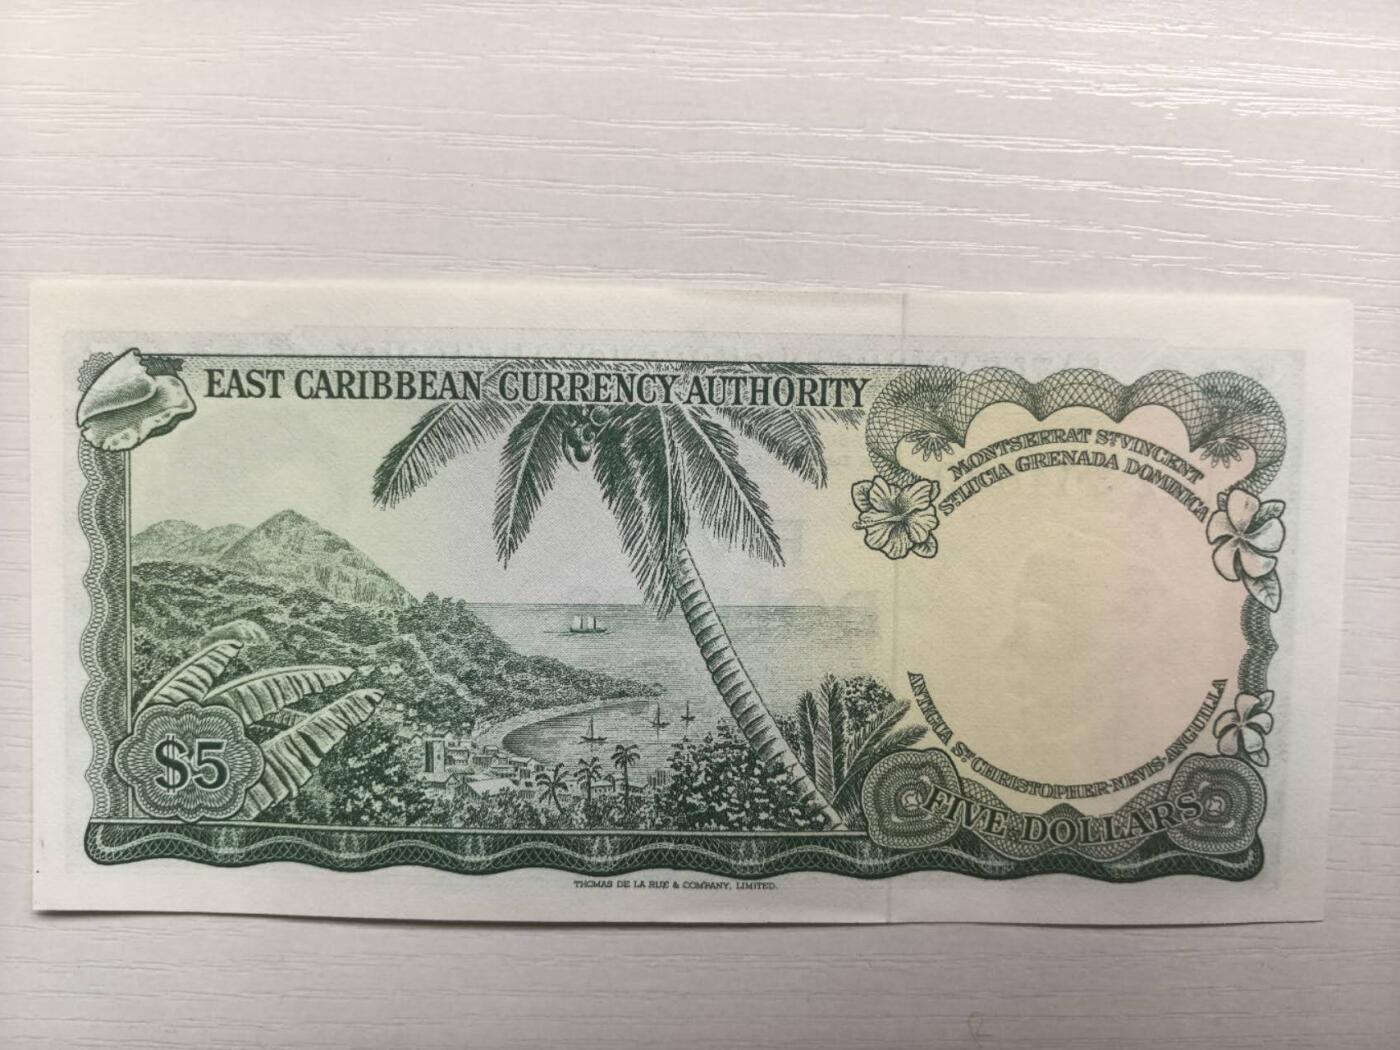 EAST CARIBBEAN CURRENCY AUTHORITY
MONTSERRAT ST VINCENT
ST LUCIA GRENADA DOMINICA
$5
ANTIGUA ST CHRISTOPHER-NEVIS-ANGUILLA
FIVE DOLLARS
THOMAS DE LA RUE & COMPANY, LIMITED.